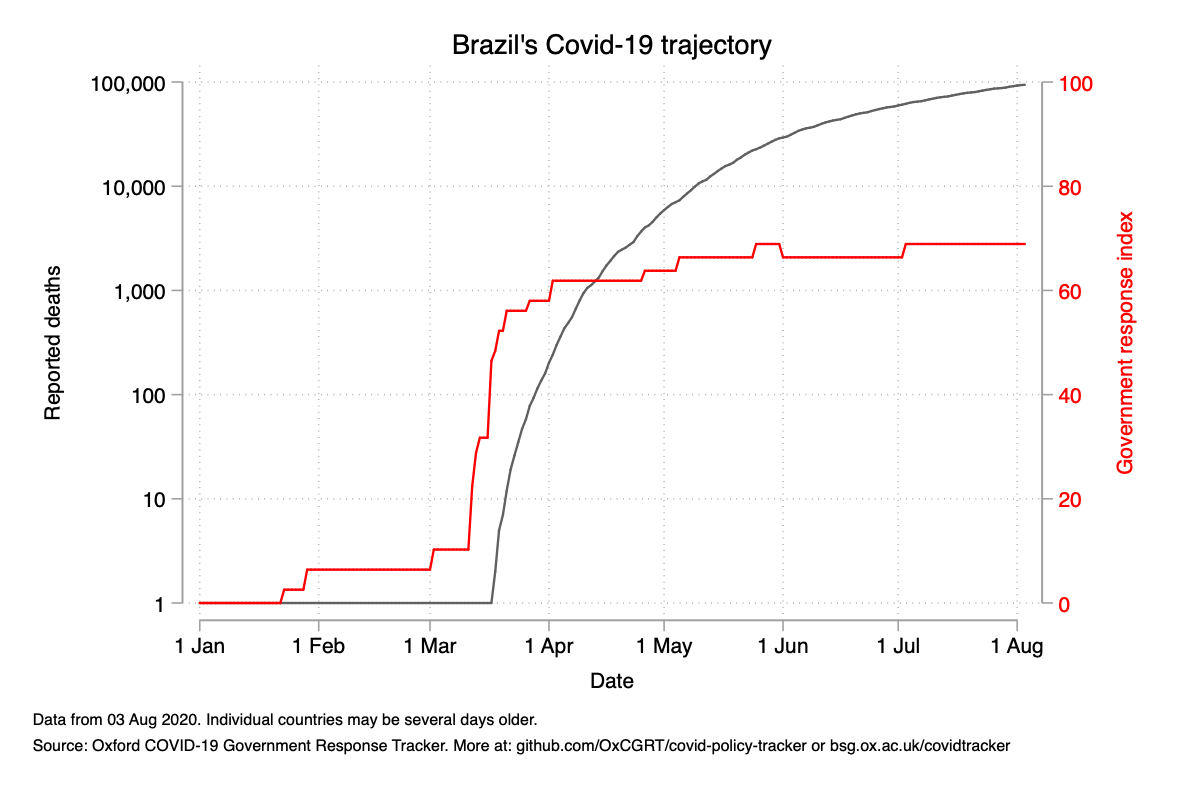 Brazil's Covid-19 trajectory
100,000
10,000
1,000
100
10
1
Reported deaths
100
80
60
40
20
0
Government response index
1 Jan
1 Feb
1 Mar
1 Apr
1 May
1 Jun
1 Jul
1 Aug
Date
Data from 03 Aug 2020. Individual countries may be several days older.
Source: Oxford COVID-19 Government Response Tracker. More at: github.com/OxCGRT/covid-policy-tracker or bsg.ox.ac.uk/covidtracker